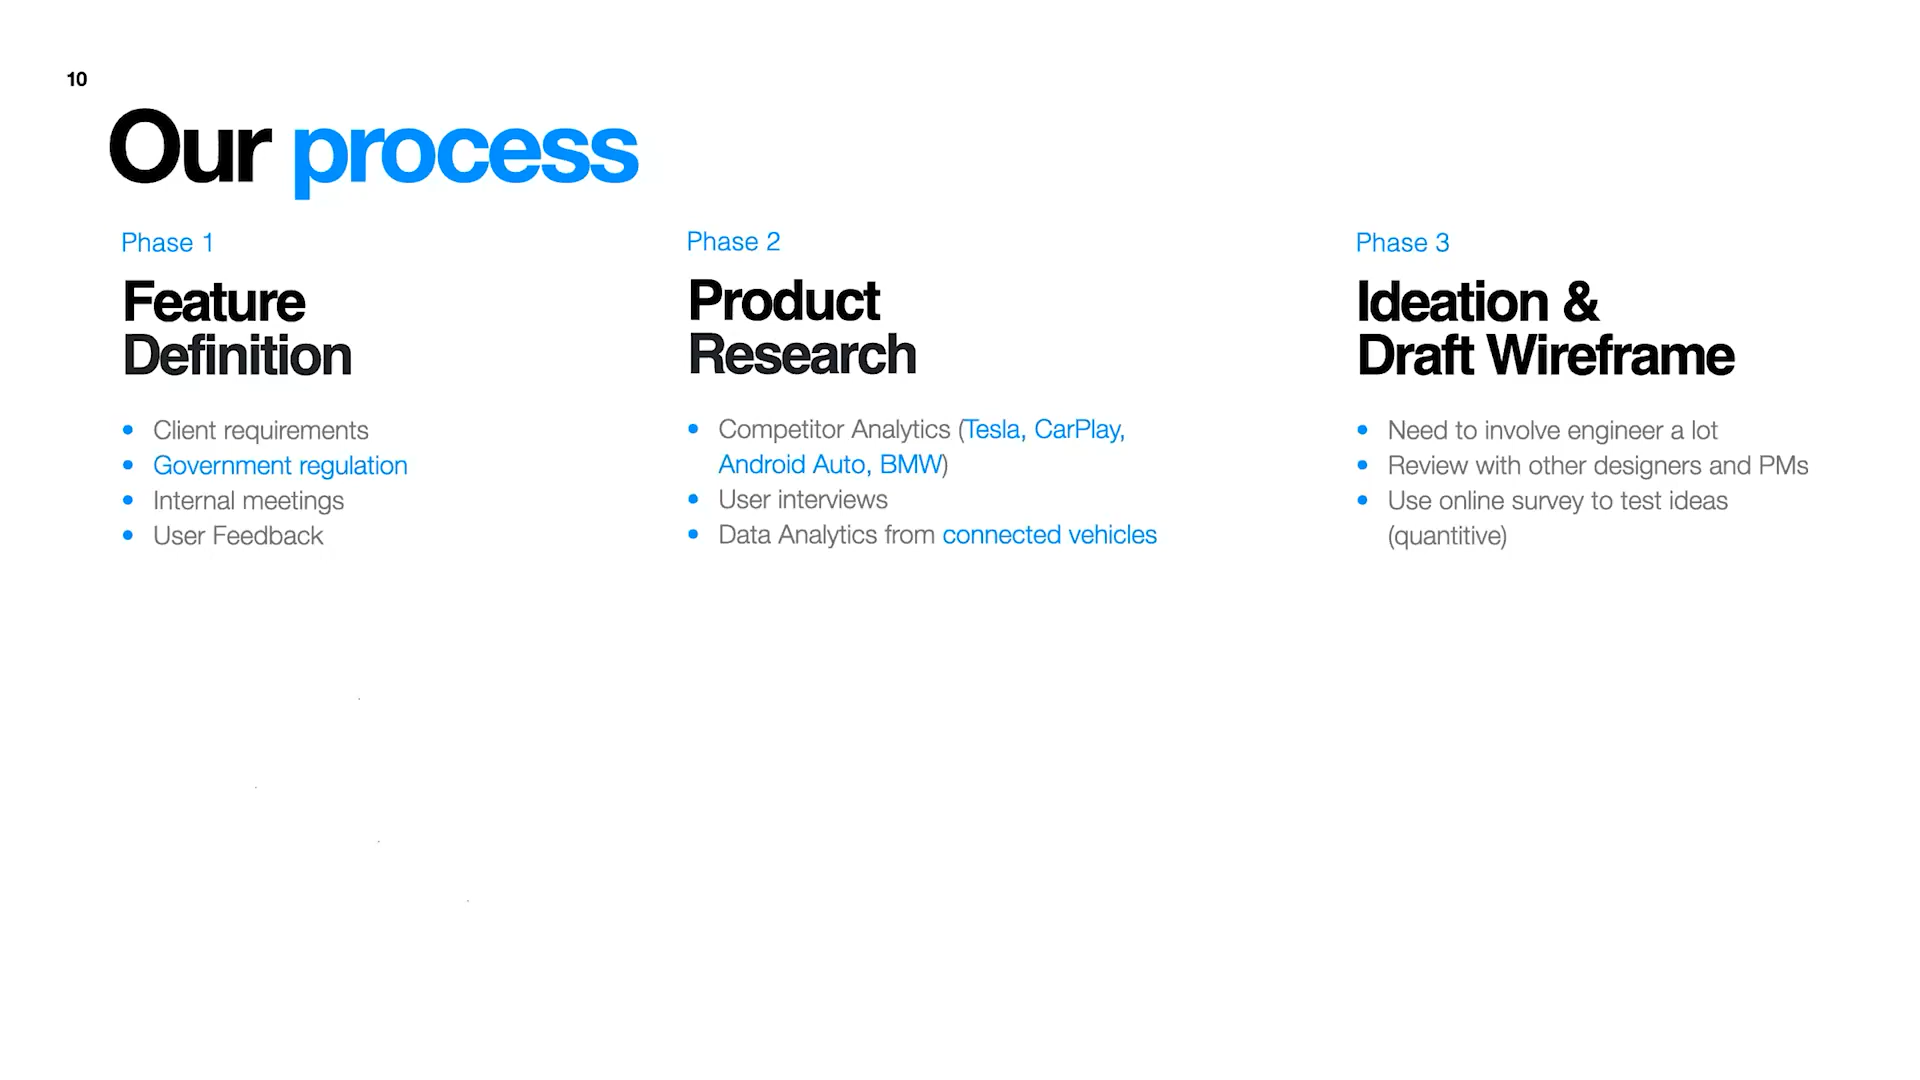 10
Our process
Phase 1
Feature
Definition
• Client requirements
• Government regulation
• Internal meetings
• User Feedback
Phase 2
Product
Research
• Competitor Analytics (Tesla, CarPlay,
Android Auto, BMW)
• User interviews
• Data Analytics from connected vehicles
Phase 3
Ideation &
Draft Wireframe
• Need to involve engineer a lot
• Review with other designers and PMs
• Use online survey to test ideas
(quantitive)